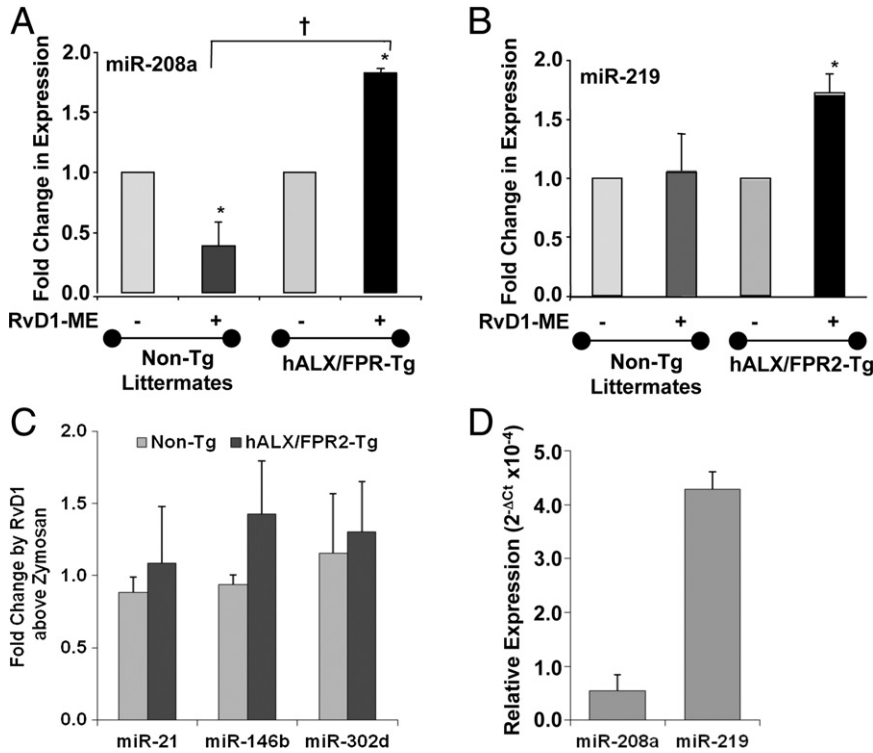 A
Fold Change in Expression
miR-208a
†
2.0
1.5
1.0
0.5
0.0
*
*
RvD1-ME - + - +
Non-Tg
Littermates
hALX/FPR-Tg
B
Fold Change in Expression
miR-219
2.0
1.5
1.0
0.5
0.0
*
RvD1-ME - + - +
Non-Tg
Littermates
hALX/FPR2-Tg
C
Fold Change by RvD1
above Zymosan
Non-Tg hALX/FPR2-Tg
2.0
1.5
1.0
0.5
0.0
miR-21 miR-146b miR-302d
D
Relative Expression (2^-ΔCt x10^-4)
5.0
4.0
3.0
2.0
1.0
0.0
miR-208a miR-219